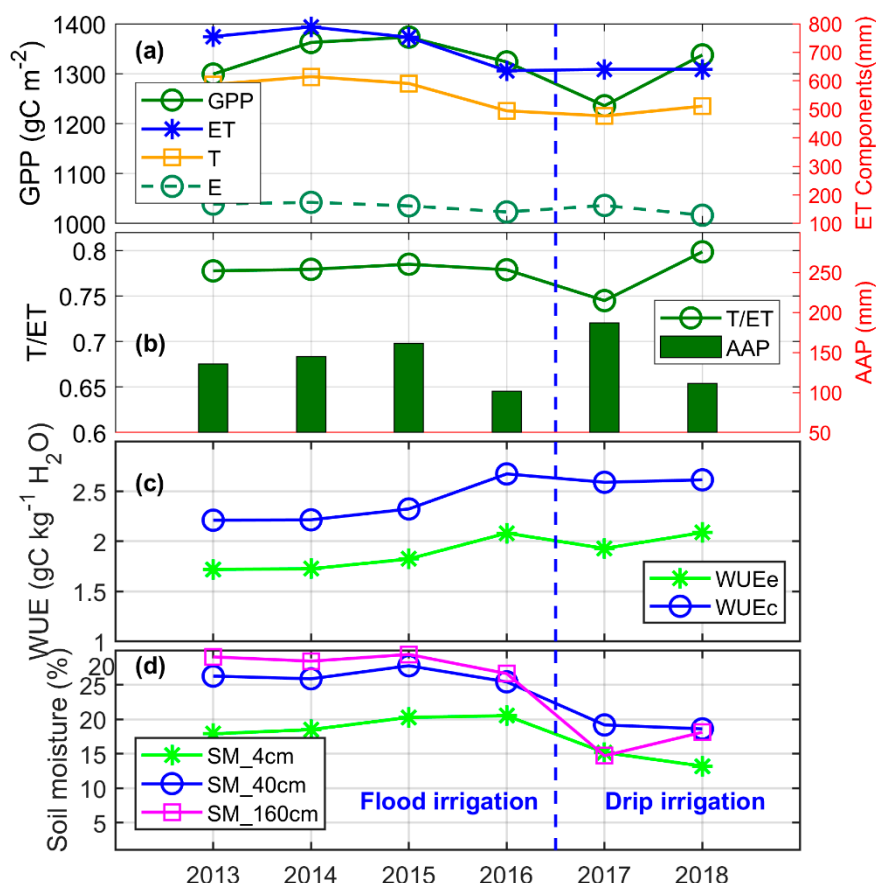 (a)
GPP (gC m-2)
1400
1300
1200
1100
1000
GPP
ET
T
E
800
700
600
500
400
300
200
100
ET Components(mm)
(b)
T/ET
0.8
0.75
0.7
0.65
0.6
T/ET
AAP
250
200
150
100
50
AAP (mm)
(c)
WUE (gC kg-1 H2O)
2.5
2
1.5
1
WUEe
WUEc
(d)
Soil moisture (%)
20
25
20
15
10
5
SM_4cm
SM_40cm
SM_160cm
Flood irrigation
Drip irrigation
2013 2014 2015 2016 2017 2018